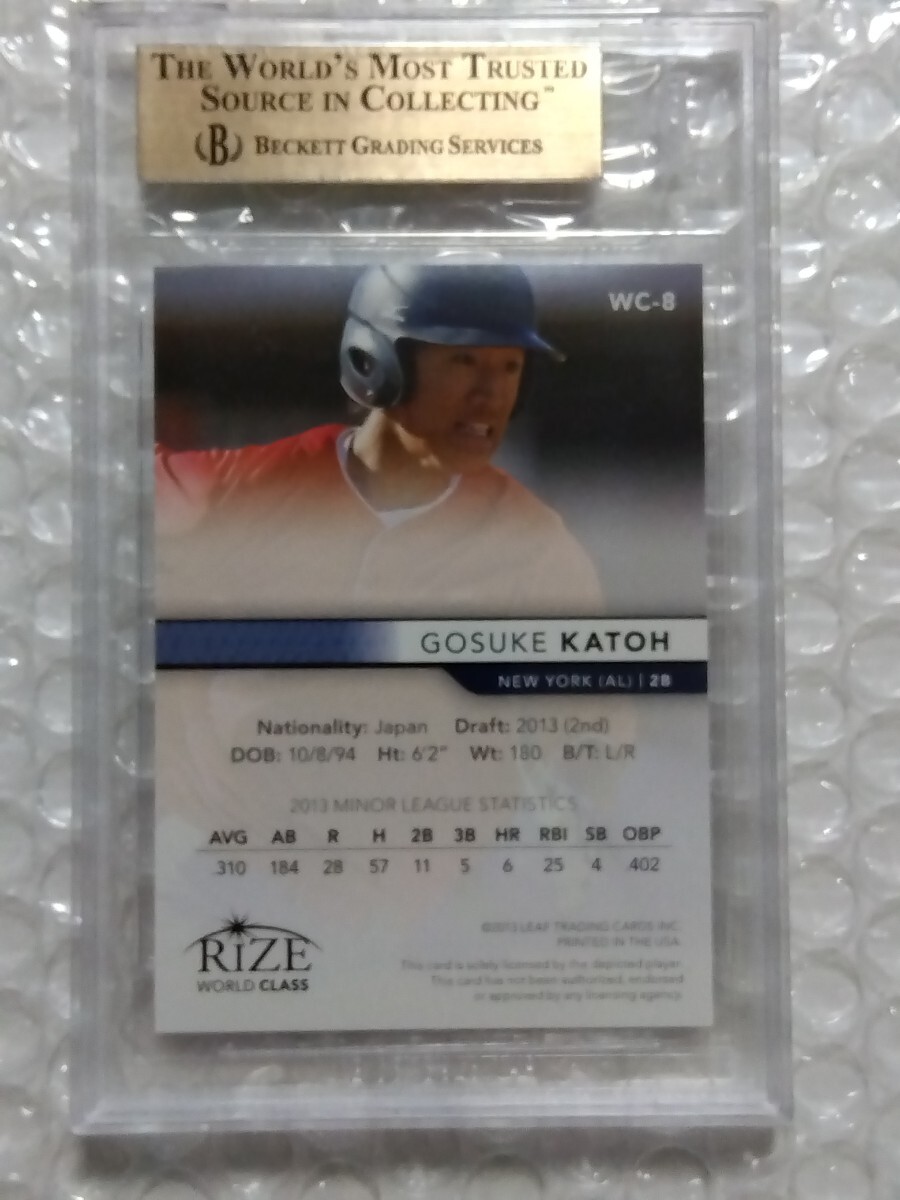 THE WORLD'S MOST TRUSTED
SOURCE IN COLLECTING™
(B) BECKETT GRADING SERVICES
WC-8
GOSUKE KATOH
NEW YORK (AL) | 2B
Nationality: Japan Draft: 2013 (2nd)
DOB: 10/8/94 Ht: 6'2" Wt: 180 B/T: L/R
2013 MINOR LEAGUE STATISTICS
AVG AB R H 2B 3B HR RBI SB OBP
.310 184 28 57 11 5 6 25 4 .402
RiZE
WORLD CLASS
©2013 LEAF TRADING CARDS INC.
PRINTED IN THE USA
This card is solely licensed by the depicted player.
This card has not been authorized, endorsed
or approved by any licensing agency.